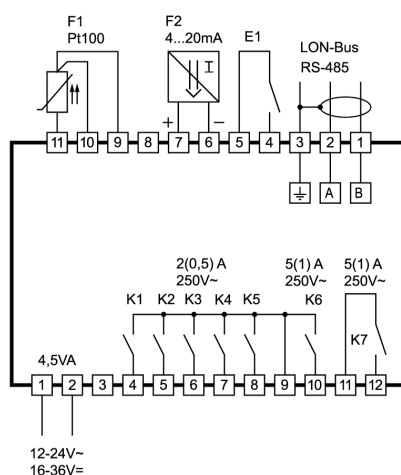 F1
Pt100
F2
4...20mA
E1
LON-Bus
RS-485
I
+ −
11 10 9 8 7 6 5 4 3 2 1
A B
2(0,5) A
250V~
5(1) A
250V~
5(1) A
250V~
K1 K2 K3 K4 K5 K6
K7
4,5VA
1 2 3 4 5 6 7 8 9 10 11 12
12-24V~
16-36V=